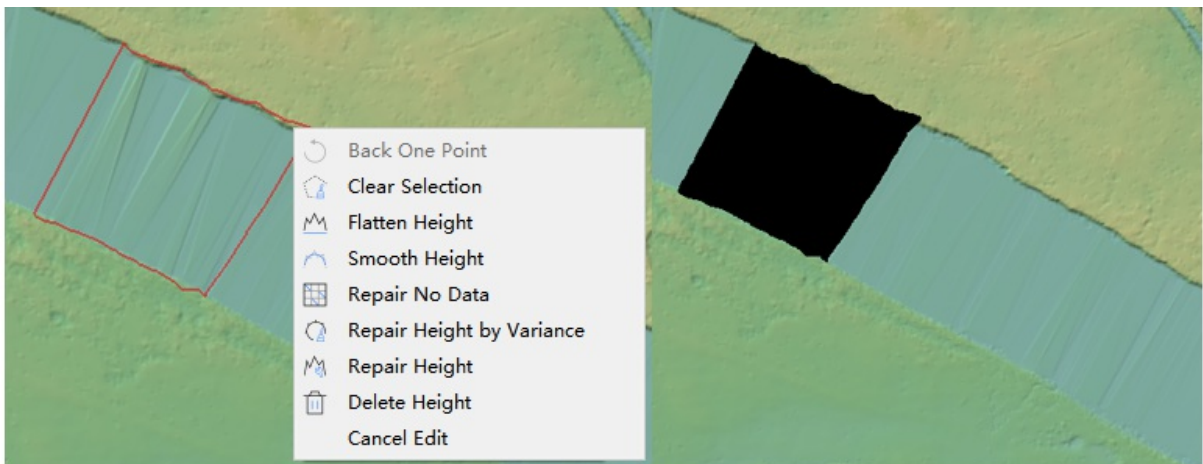 Back One Point
Clear Selection
Flatten Height
Smooth Height
Repair No Data
Repair Height by Variance
Repair Height
Delete Height
Cancel Edit